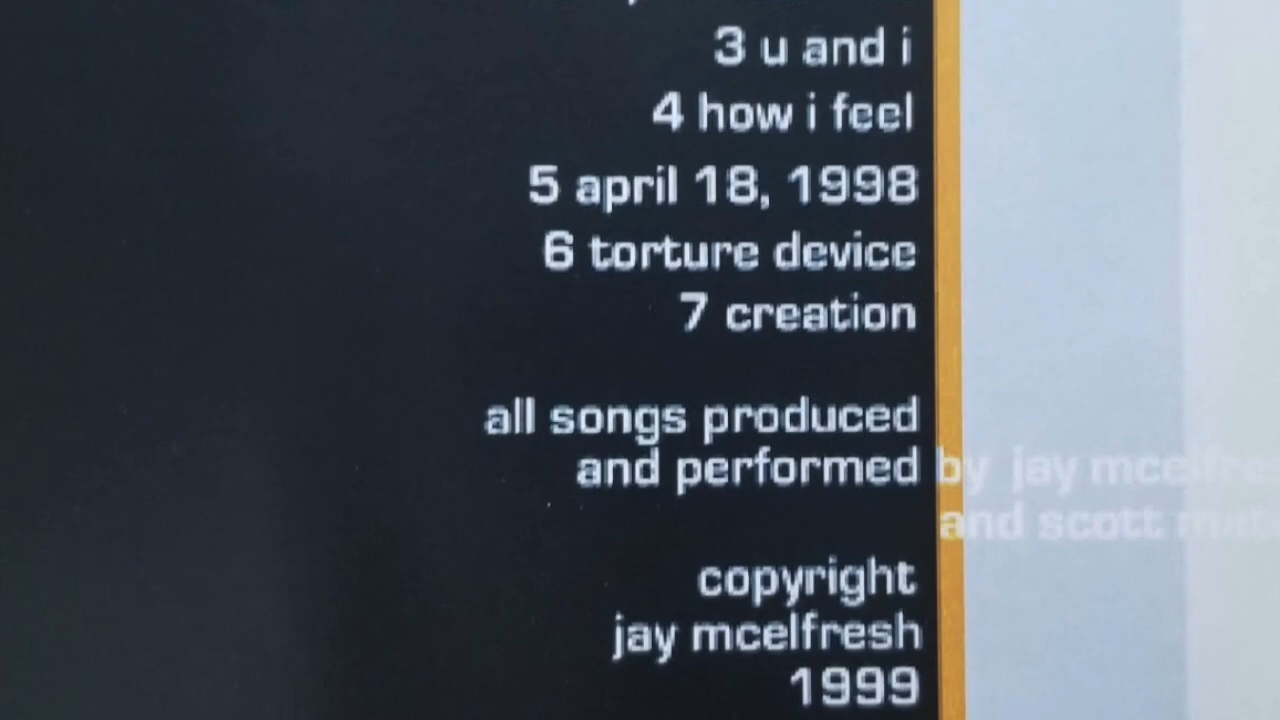 3 u and i
4 how i feel
5 april 18, 1998
6 torture device
7 creation
all songs produced
and performed by jay
and scott
copyright
jay mcelfresh
1999